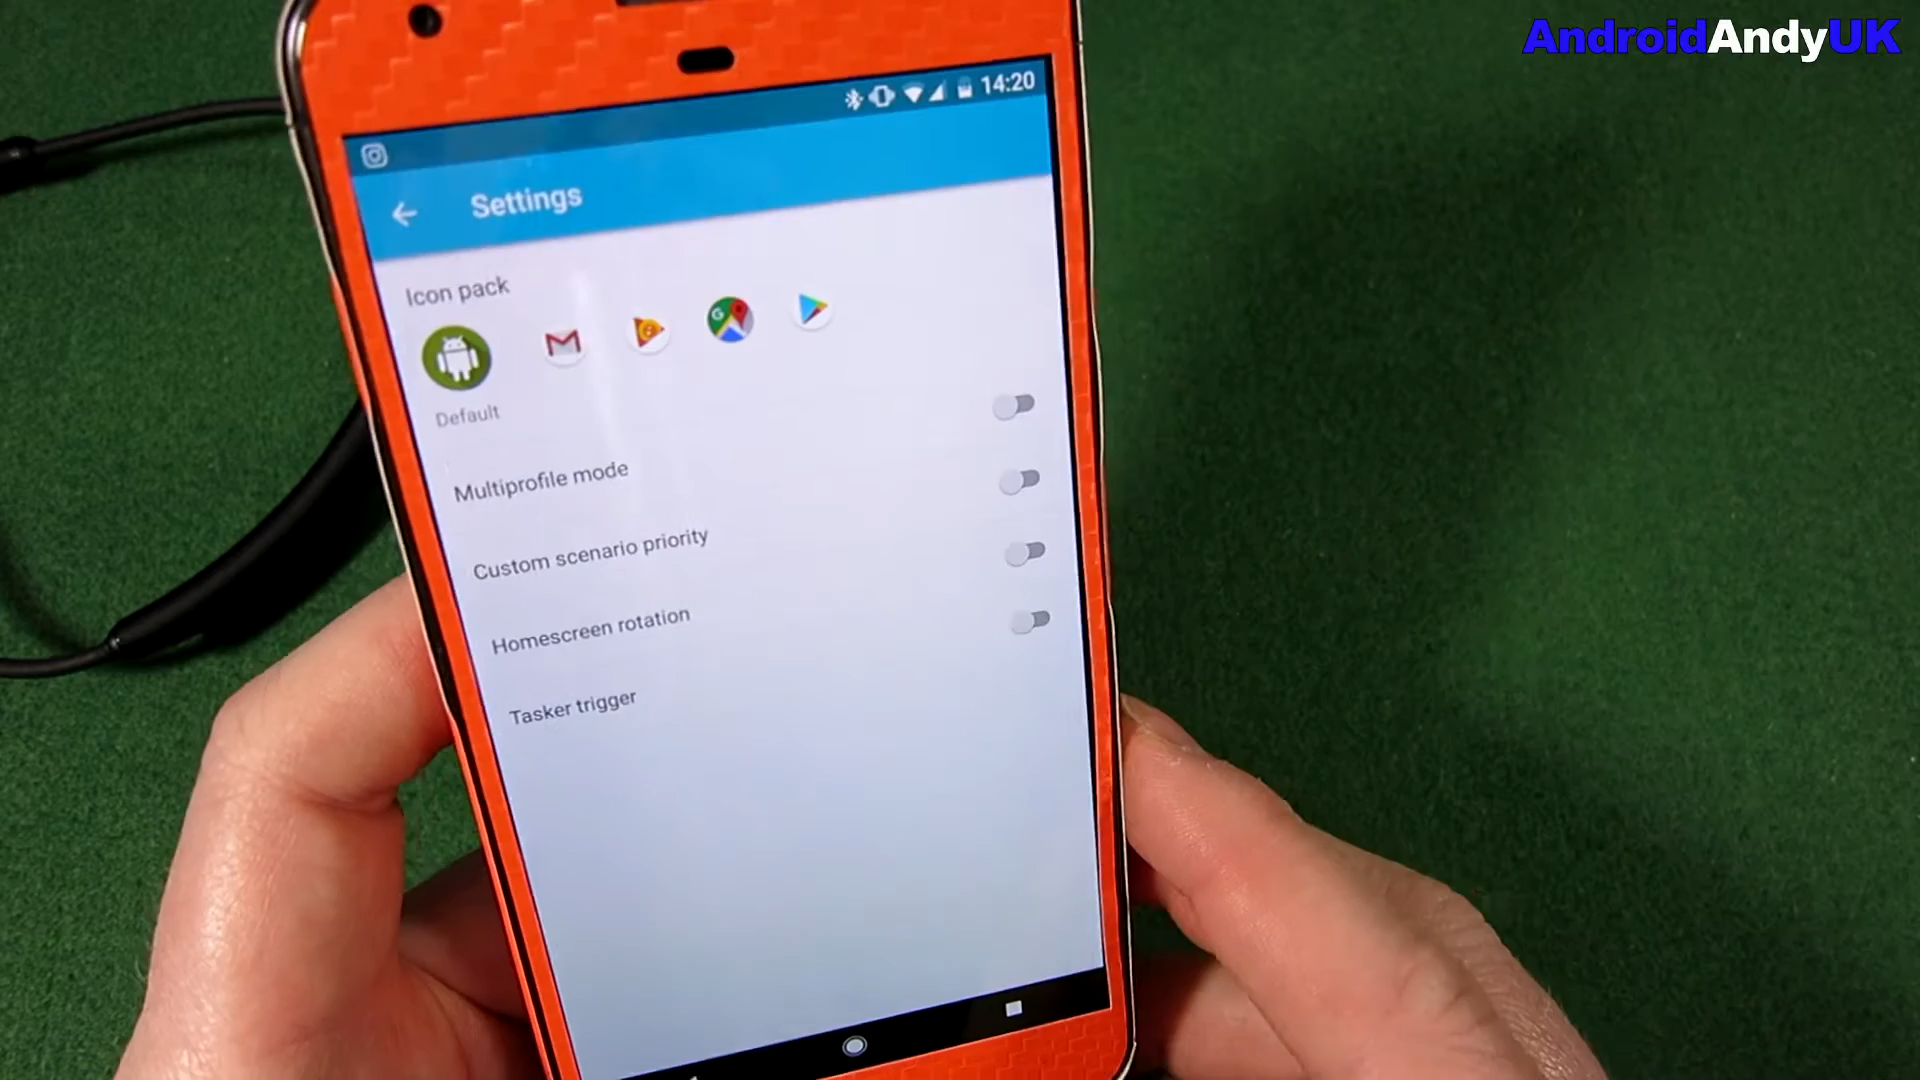 AndroidAndyUK
14:20
Settings
Icon pack
Default
Multiprofile mode
Custom scenario priority
Homescreen rotation
Tasker trigger